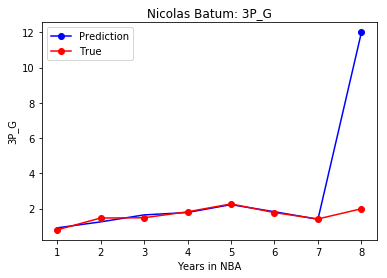 Nicolas Batum: 3P_G
Prediction
True
12
10
8
6
4
2
3P_G
1 2 3 4 5 6 7 8
Years in NBA